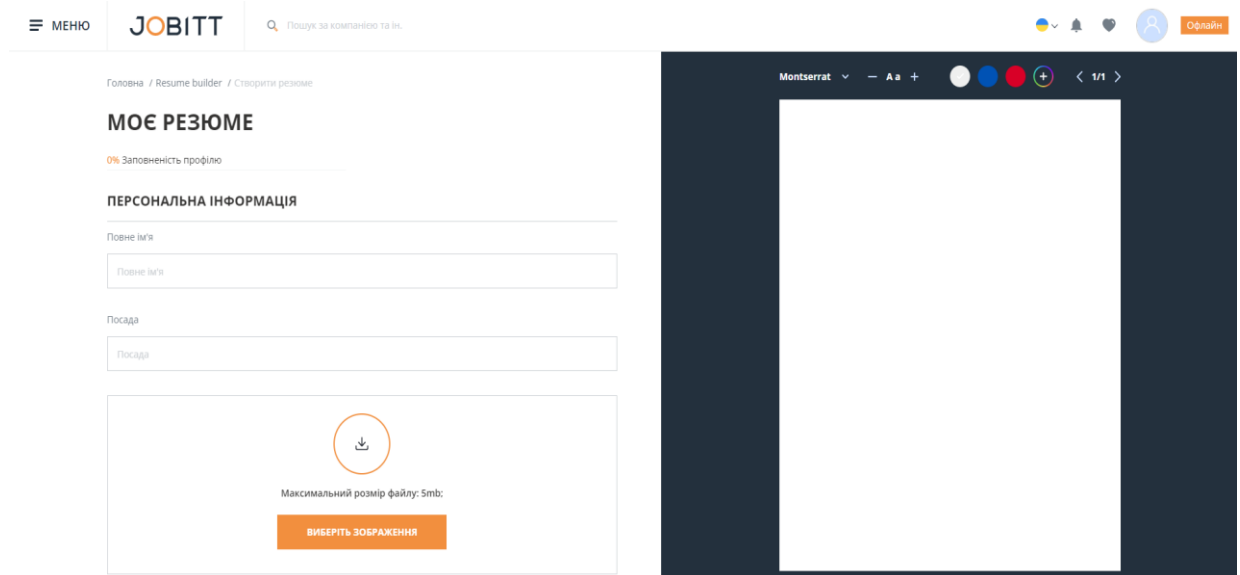 МЕНЮ
JOBITT
Пошук за компанією та ін.
Офлайн
Головна / Resume builder / Створити резюме
МОЄ РЕЗЮМЕ
0% Заповненість профілю
ПЕРСОНАЛЬНА ІНФОРМАЦІЯ
Повне ім'я
Повне ім'я
Посада
Посада
Максимальний розмір файлу: 5mb;
ВИБЕРІТЬ ЗОБРАЖЕННЯ
Montserrat
— A a +
+
< 1/1 >